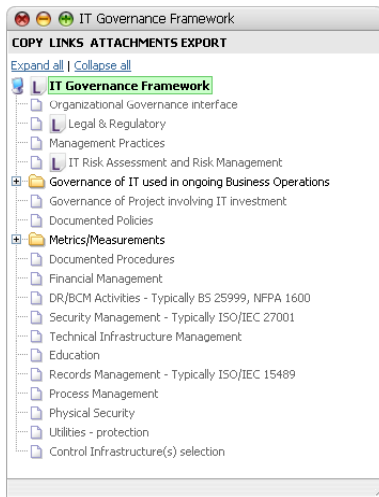 IT Governance Framework
COPY LINKS ATTACHMENTS EXPORT
Expand all | Collapse all
L IT Governance Framework
Organizational Governance interface
L Legal & Regulatory
Management Practices
L IT Risk Assessment and Risk Management
Governance of IT used in ongoing Business Operations
Governance of Project involving IT investment
Documented Policies
Metrics/Measurements
Documented Procedures
Financial Management
DR/BCM Activities - Typically BS 25999, NFPA 1600
Security Management - Typically ISO/IEC 27001
Technical Infrastructure Management
Education
Records Management - Typically ISO/IEC 15489
Process Management
Physical Security
Utilities - protection
Control Infrastructure(s) selection